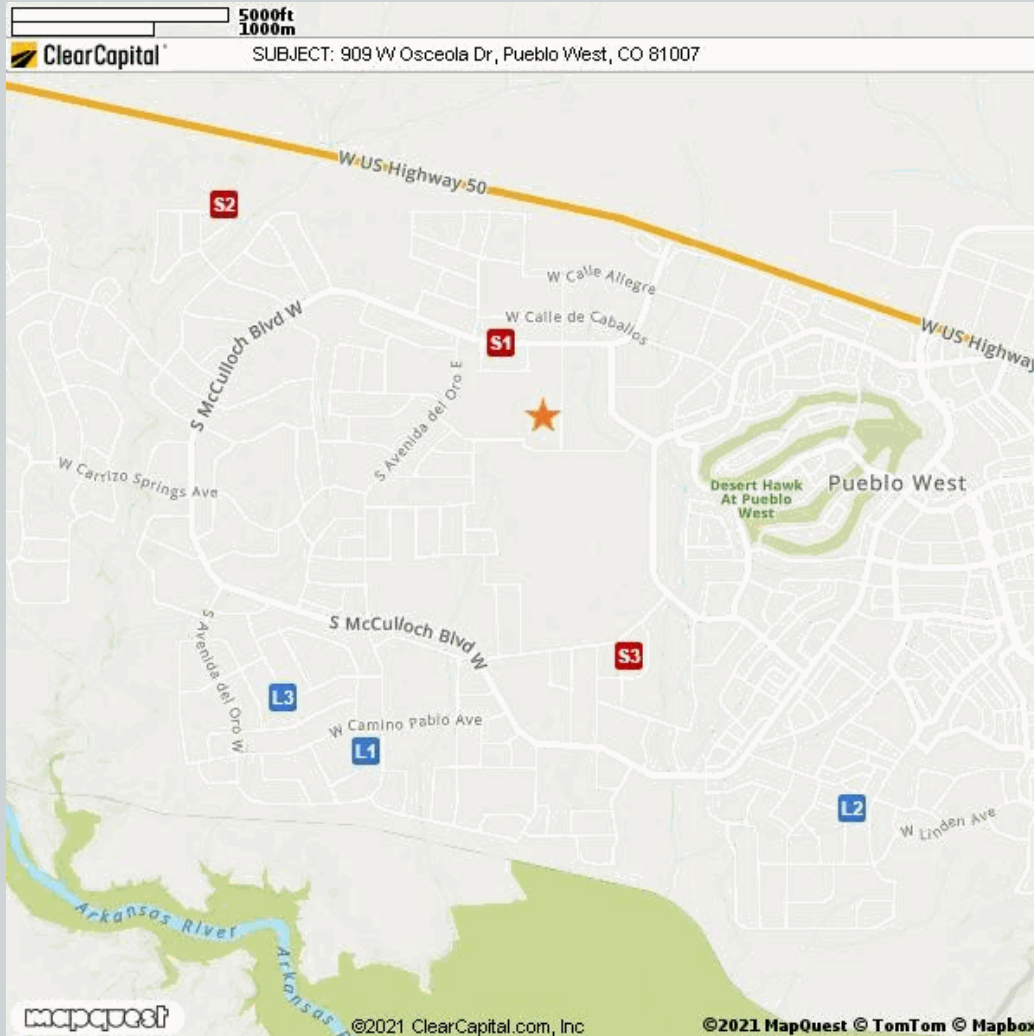 5000ft
1000m
ClearCapital
SUBJECT: 909 W Osceola Dr, Pueblo West, CO 81007
W US Highway 50
S2
W Calle Allegre
W Calle de Caballos
S McCulloch Blvd W
S1
W US Highway
S Avenida del Oro E
W Carrizo Springs Ave
Desert Hawk
At Pueblo
West
Pueblo West
S McCulloch Blvd W
S3
S Avenida del Oro W
L3
W Camino Pablo Ave
L1
L2
W Linden Ave
Arkansas River
Arkansas
mapquest
©2021 ClearCapital.com, Inc
©2021 MapQuest © TomTom © Mapbo